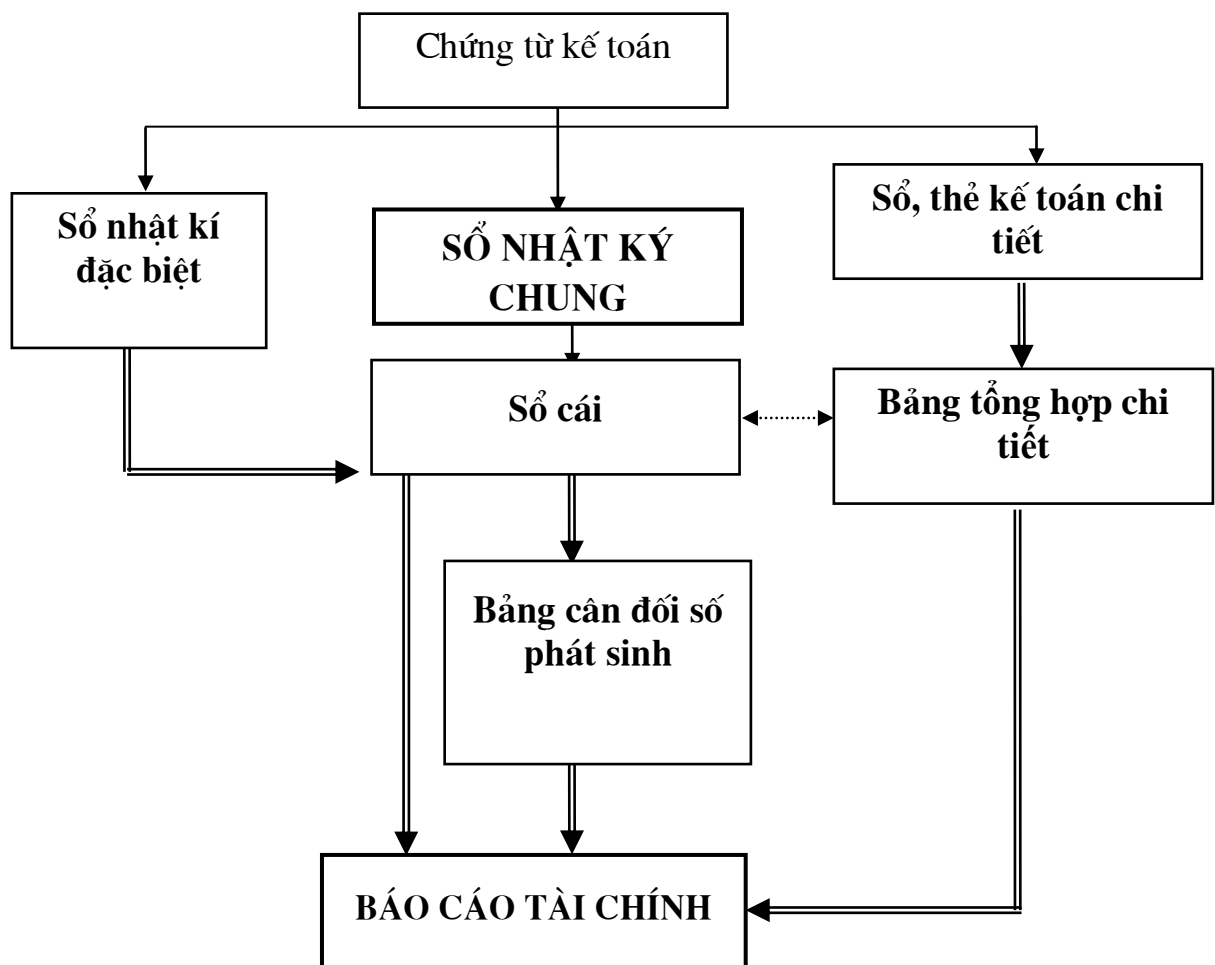 Chứng từ kế toán
Sổ nhật kí
đặc biệt
SỔ NHẬT KÝ
CHUNG
Sổ, thẻ kế toán chi
tiết
Sổ cái
Bảng tổng hợp chi
tiết
Bảng cân đối số
phát sinh
BÁO CÁO TÀI CHÍNH